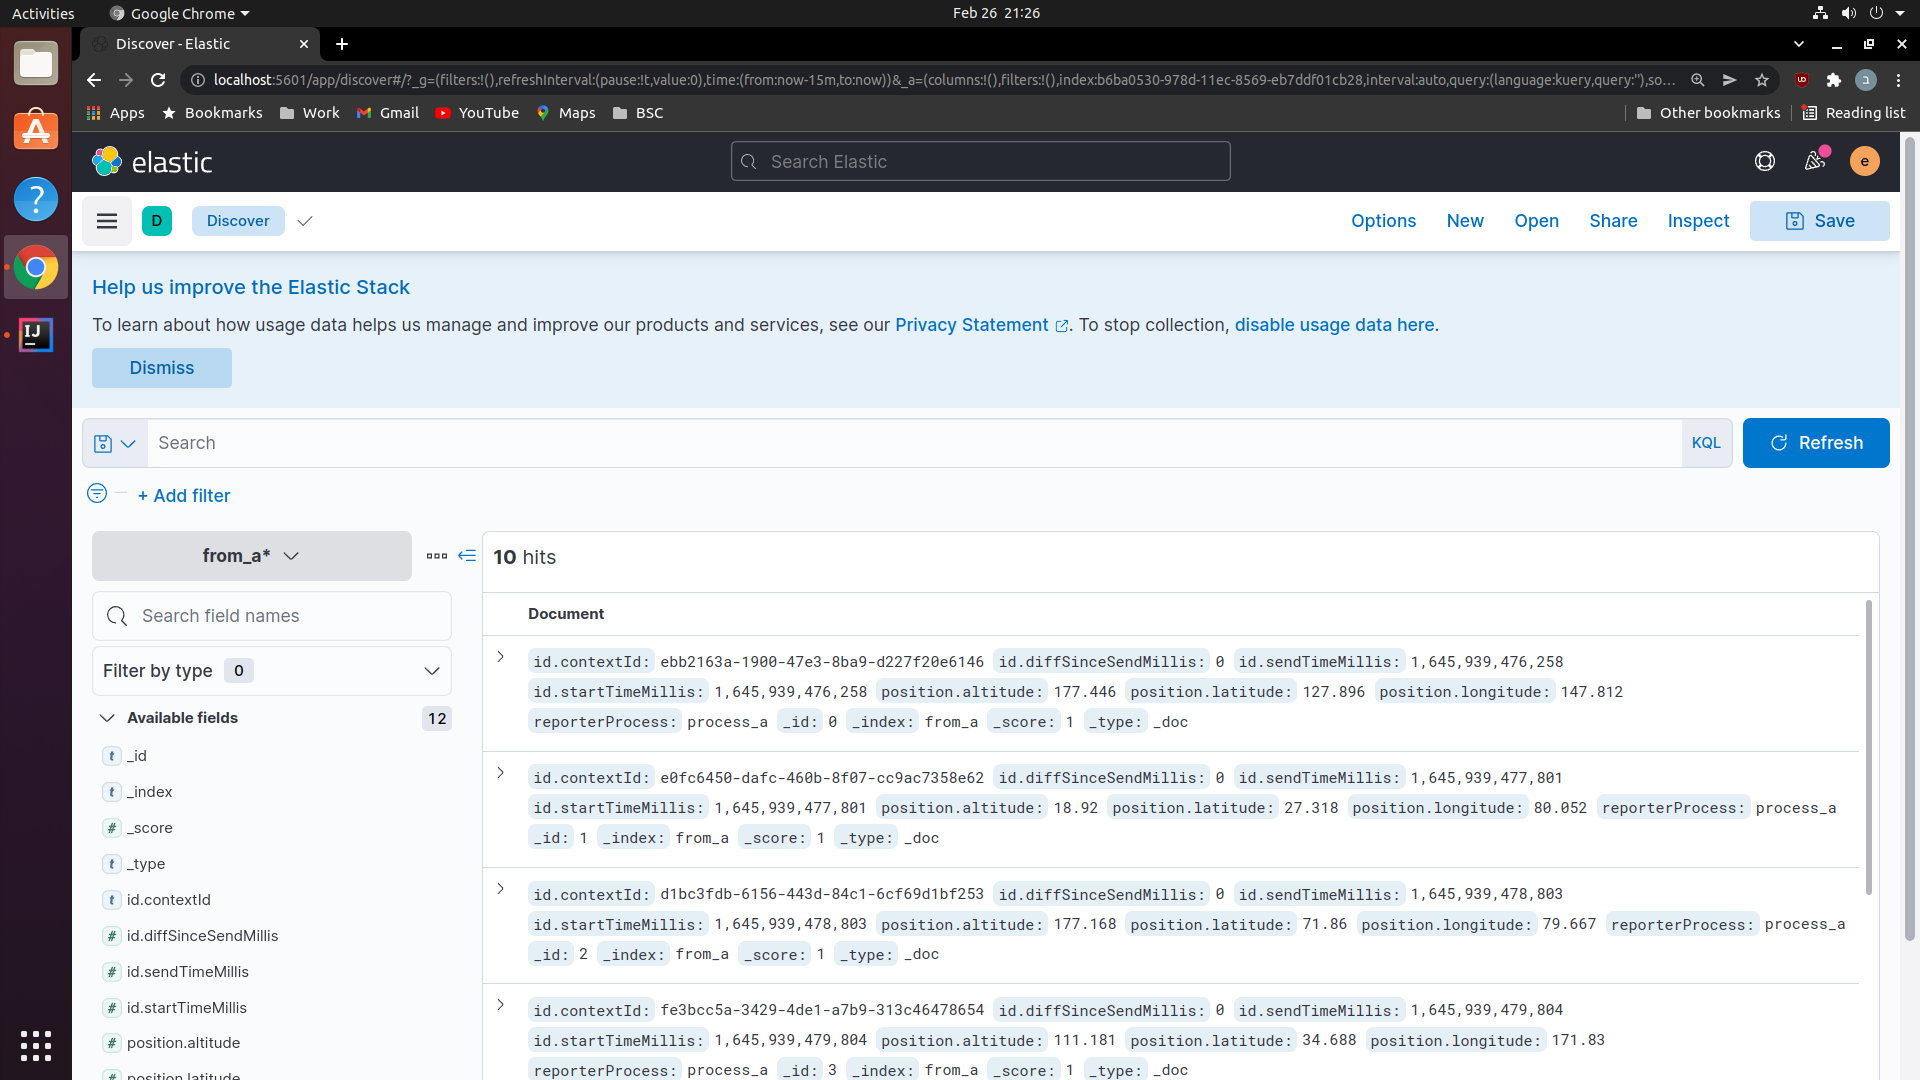 Activities Google Chrome Feb 26 21:26
Discover - Elastic
localhost:5601/app/discover#/?_g=(filters:!(),refreshInterval:(pause:!t,value:0),time:(from:now-15m,to:now))&_a=(columns:!(),filters:!(),index:b6ba0530-978d-11ec-8569-eb7ddf01cb28,interval:auto,query:(language:kuery,query:''),so...
Apps Bookmarks Work Gmail YouTube Maps BSC Other bookmarks Reading list
elastic Search Elastic e
D Discover Options New Open Share Inspect Save
Help us improve the Elastic Stack
To learn about how usage data helps us manage and improve our products and services, see our Privacy Statement. To stop collection, disable usage data here.
Dismiss
Search KQL Refresh
+ Add filter
from_a*
Search field names
Filter by type 0
Available fields 12
t _id
t _index
# _score
t _type
t id.contextId
# id.diffSinceSendMillis
# id.sendTimeMillis
# id.startTimeMillis
# position.altitude
position.latitude
10 hits
Document
id.contextId: ebb2163a-1900-47e3-8ba9-d227f20e6146 id.diffSinceSendMillis: 0 id.sendTimeMillis: 1,645,939,476,258
id.startTimeMillis: 1,645,939,476,258 position.altitude: 177.446 position.latitude: 127.896 position.longitude: 147.812
reporterProcess: process_a _id: 0 _index: from_a _score: 1 _type: _doc
id.contextId: e0fc6450-dafc-460b-8f07-cc9ac7358e62 id.diffSinceSendMillis: 0 id.sendTimeMillis: 1,645,939,477,801
id.startTimeMillis: 1,645,939,477,801 position.altitude: 18.92 position.latitude: 27.318 position.longitude: 80.052 reporterProcess: process_a
_id: 1 _index: from_a _score: 1 _type: _doc
id.contextId: d1bc3fdb-6156-443d-84c1-6cf69d1bf253 id.diffSinceSendMillis: 0 id.sendTimeMillis: 1,645,939,478,803
id.startTimeMillis: 1,645,939,478,803 position.altitude: 177.168 position.latitude: 71.86 position.longitude: 79.667 reporterProcess: process_a
_id: 2 _index: from_a _score: 1 _type: _doc
id.contextId: fe3bcc5a-3429-4de1-a7b9-313c46478654 id.diffSinceSendMillis: 0 id.sendTimeMillis: 1,645,939,479,804
id.startTimeMillis: 1,645,939,479,804 position.altitude: 111.181 position.latitude: 34.688 position.longitude: 171.83
reporterProcess: process_a _id: 3 _index: from_a _score: 1 _type: _doc